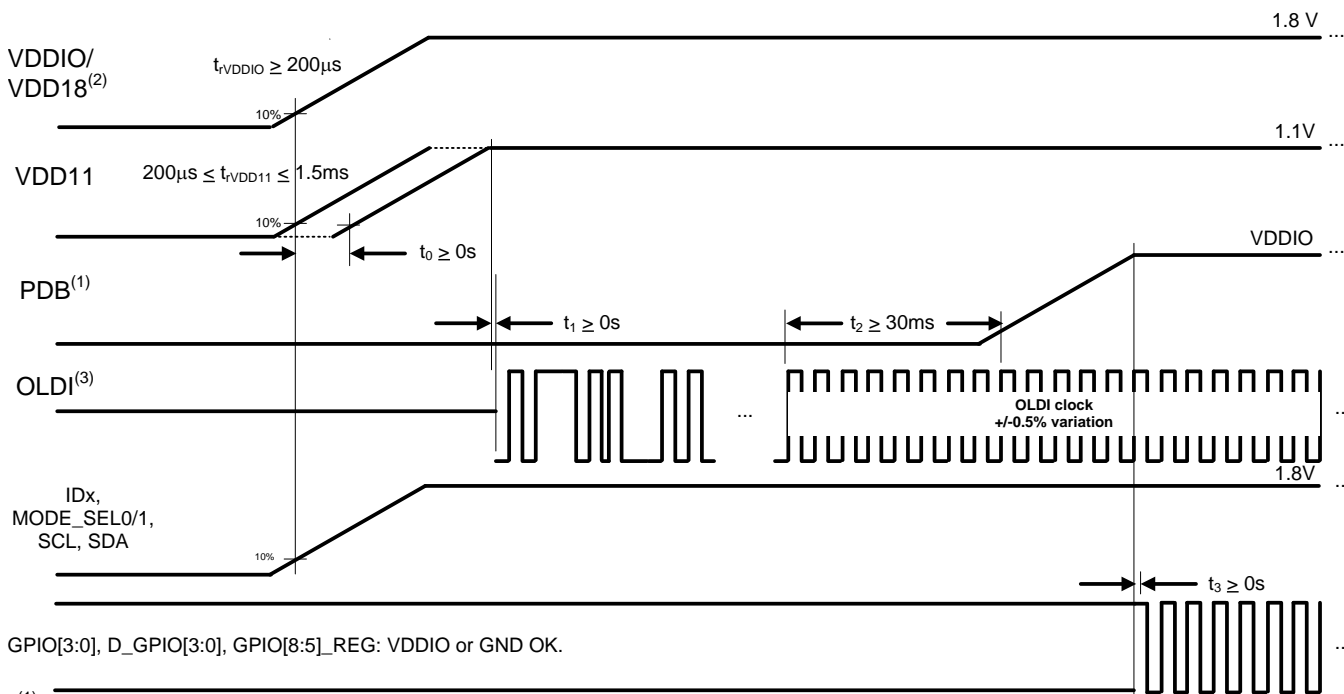 1.8 V
...
VDDIO/
VDD18(2)
trVDDIO ≥ 200µs
10%
1.1V
...
VDD11
200µs ≤ trVDD11 ≤ 1.5ms
10%
t0 ≥ 0s
VDDIO
...
PDB(1)
t1 ≥ 0s
t2 ≥ 30ms
OLDI(3)
...
OLDI clock
+/-0.5% variation
...
1.8V
...
IDx,
MODE_SEL0/1,
SCL, SDA
10%
t3 ≥ 0s
GPIO[3:0], D_GPIO[3:0], GPIO[8:5]_REG: VDDIO or GND OK.
...
(1)